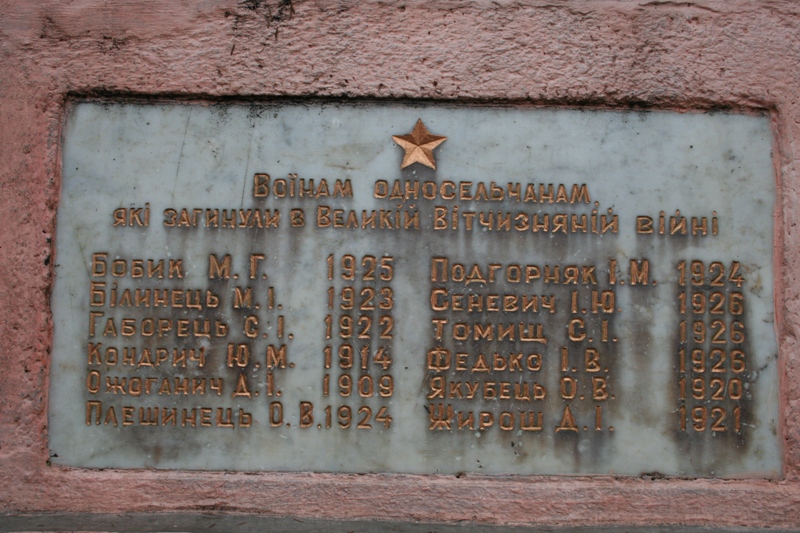 Воїнам односельчанам,
які загинули в Великій Вітчизняній війні
Бобик М.Г. 1925
Білинець М.І. 1923
Габорець С.І. 1922
Кондрич Ю.М. 1914
Ожоганич Д.І. 1909
Плешинець О.В. 1924
Подгорняк І.М. 1924
Сеневич І.Ю. 1926
Томищ С.І. 1926
Федько І.В. 1926
Якубець О.В. 1920
Жирош Д.І. 1921